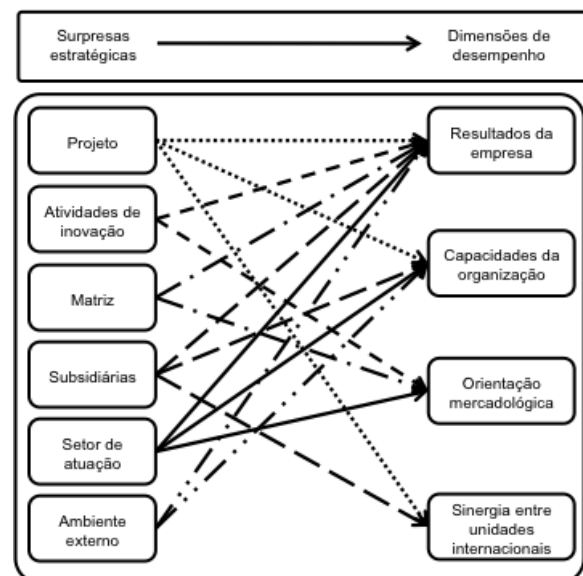 Surpresas
estratégicas
Dimensões de
desempenho
Projeto
Atividades de
inovação
Matriz
Subsidiárias
Setor de
atuação
Ambiente
externo
Resultados da
empresa
Capacidades da
organização
Orientação
mercadológica
Sinergia entre
unidades
internacionais